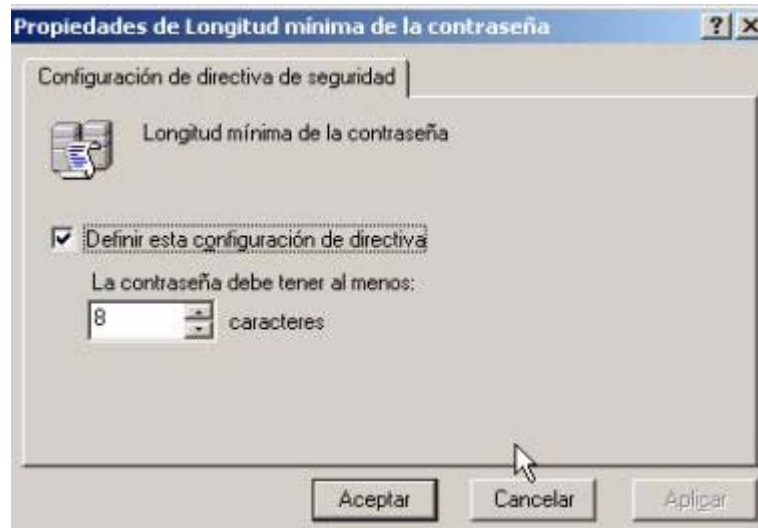 Propiedades de Longitud mínima de la contraseña
Configuración de directiva de seguridad
Longitud mínima de la contraseña
Definir esta configuración de directiva
La contraseña debe tener al menos:
8 caracteres
Aceptar Cancelar Aplicar